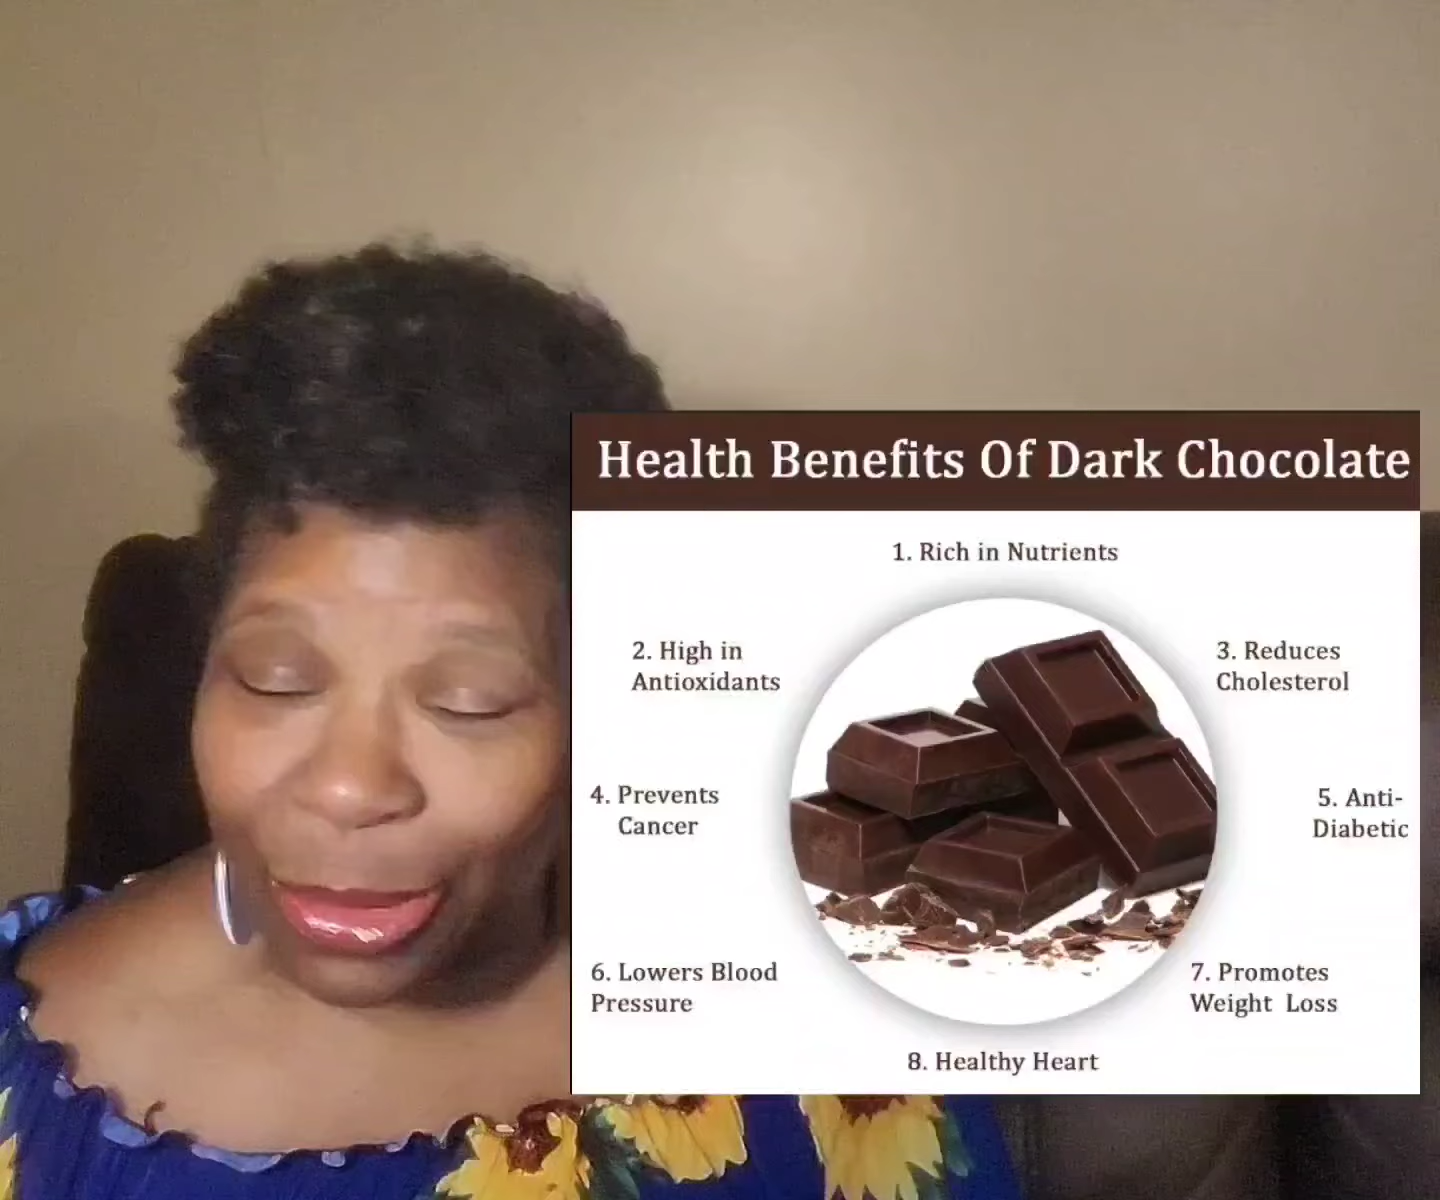 Health Benefits Of Dark Chocolate
1. Rich in Nutrients
2. High in
Antioxidants
3. Reduces
Cholesterol
4. Prevents
Cancer
5. Anti-
Diabetic
6. Lowers Blood
Pressure
7. Promotes
Weight Loss
8. Healthy Heart